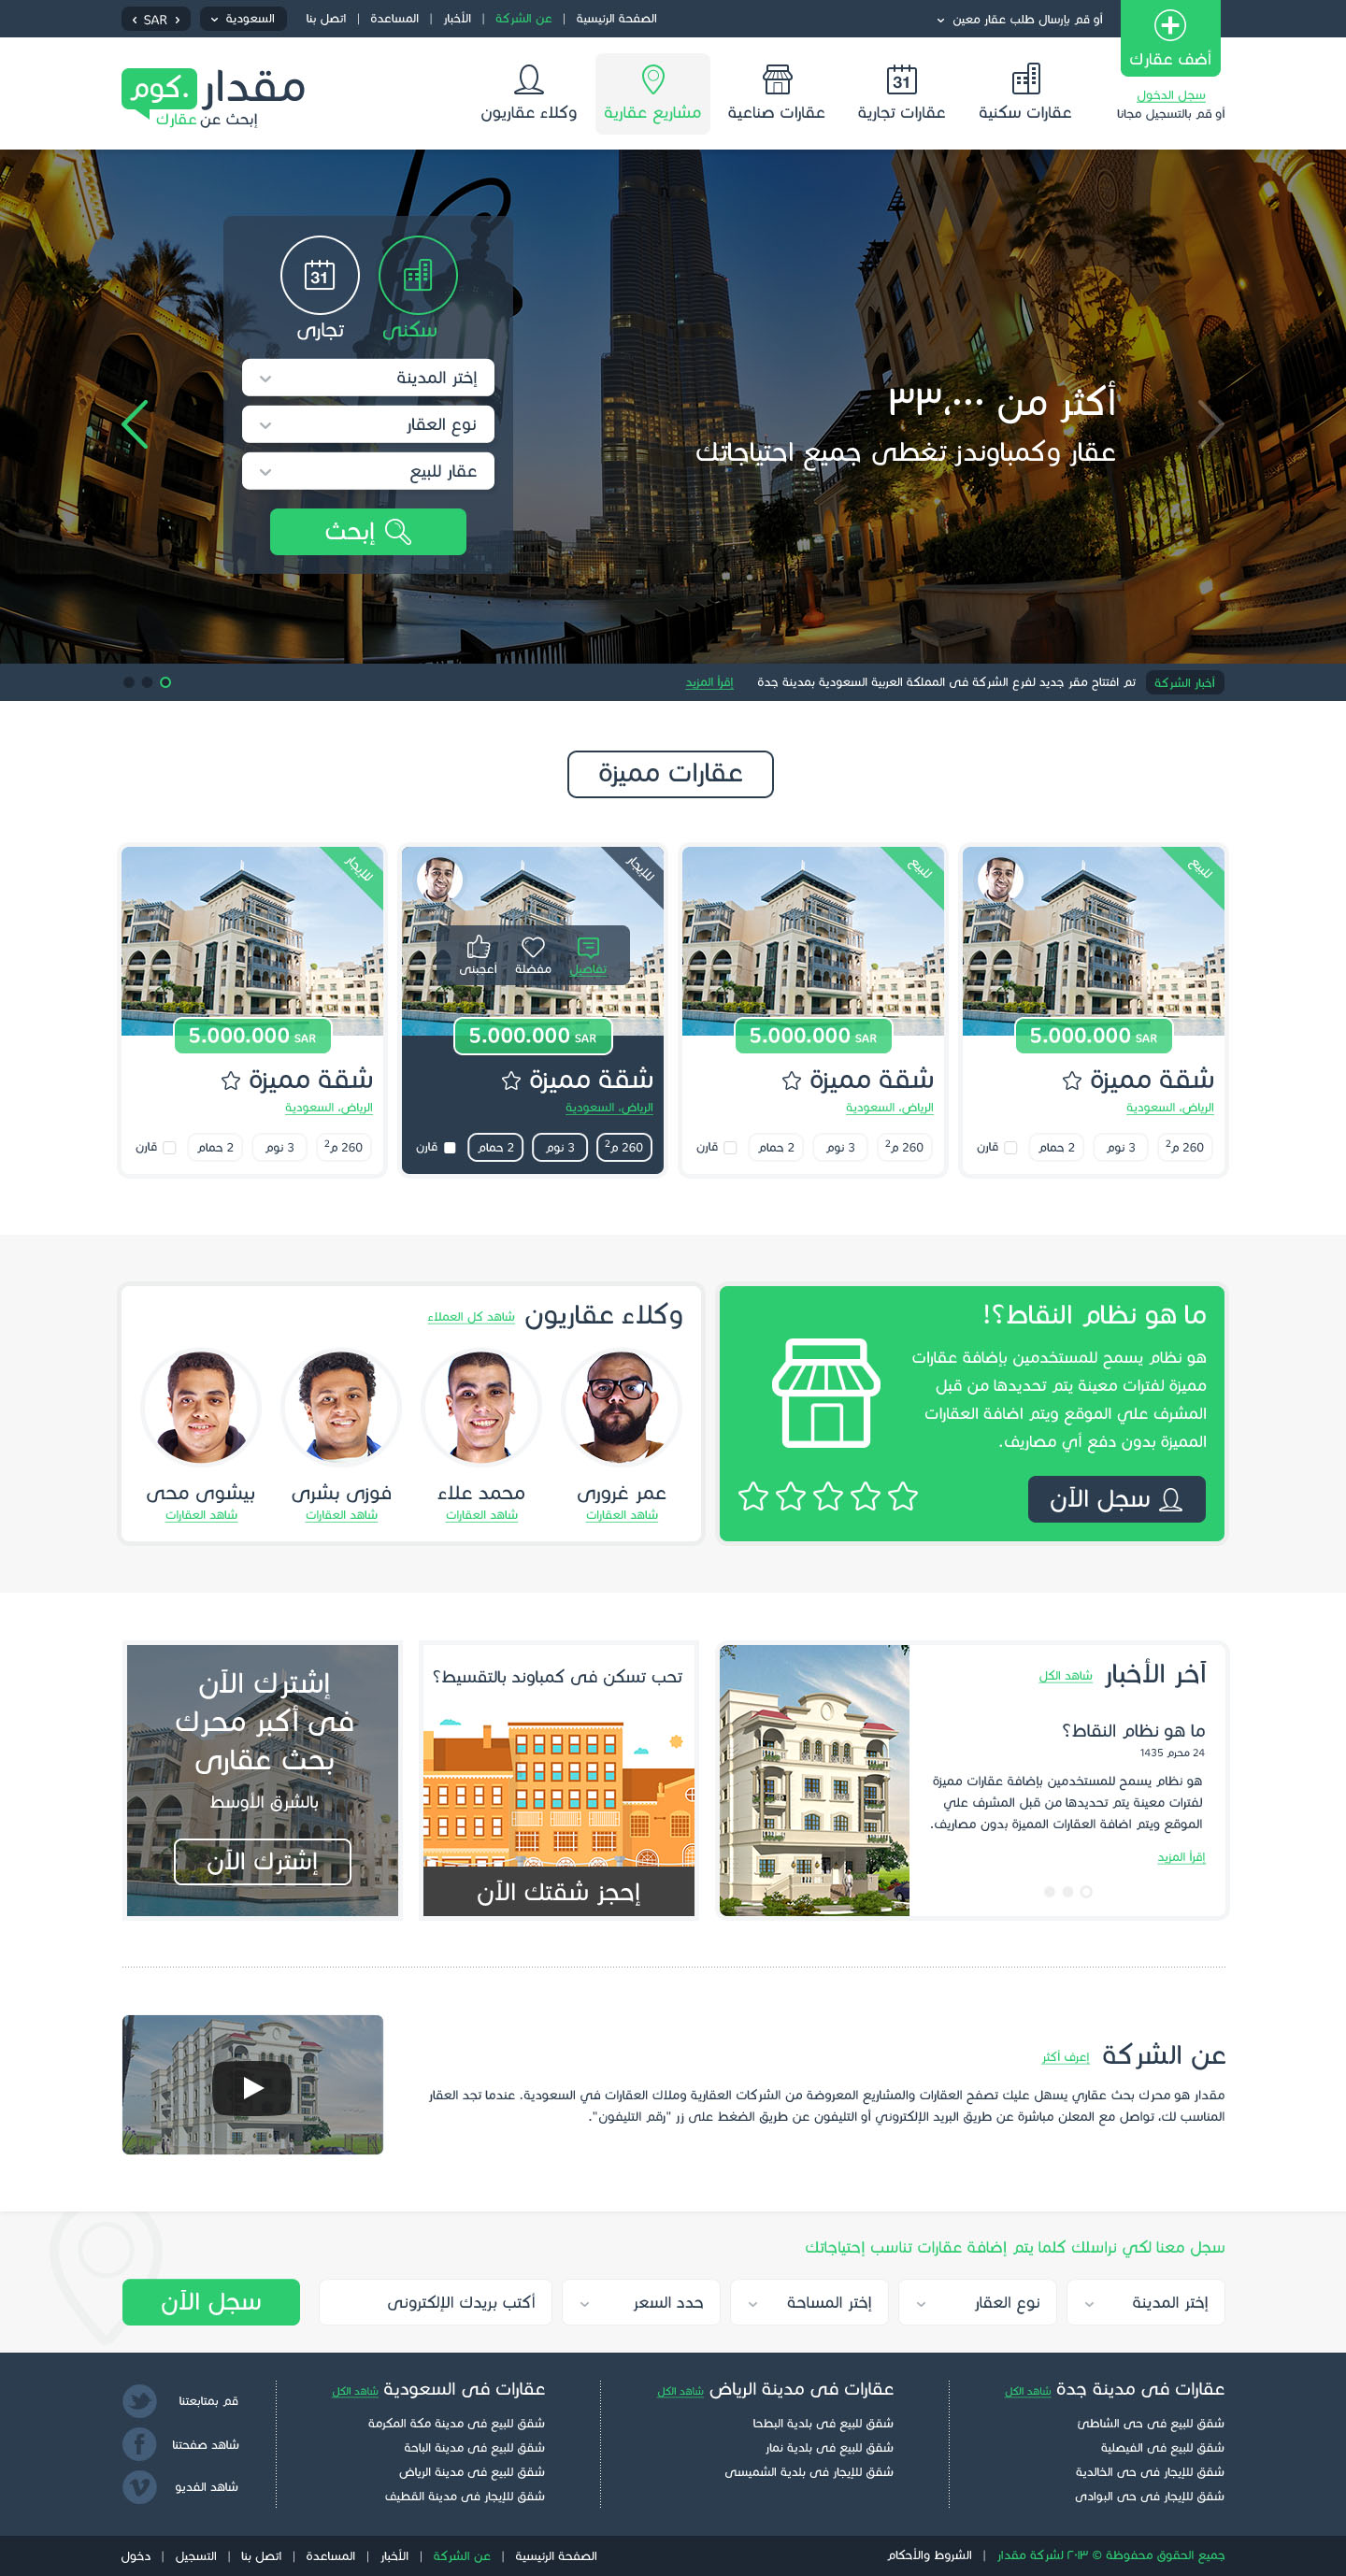 أضف عقارك
أو قم بإرسال طلب عقار معين
الصفحة الرئيسية | عن الشركة | الأخبار | المساعدة | اتصل بنا
السعودية
SAR
سجل الدخول
أو قم بالتسجيل مجانا
عقارات سكنية
عقارات تجارية
عقارات صناعية
مشاريع عقارية
وكلاء عقاريون
مقدار.كوم
إبحث عن عقارك
سكنى
تجارى
إختر المدينة
نوع العقار
عقار للبيع
إبحث
أكثر من ٣٣,٠٠٠
عقار وكمباوندز تغطى جميع احتياجاتك
أخبار الشركة
تم افتتاح مقر جديد لفرع الشركة فى المملكة العربية السعودية بمدينة جدة
إقرأ المزيد
عقارات مميزة
للبيع
5.000.000 SAR
شقة مميزة
الرياض، السعودية
260 م2
3 نوم
2 حمام
قارن
للبيع
5.000.000 SAR
شقة مميزة
الرياض، السعودية
260 م2
3 نوم
2 حمام
قارن
للإيجار
تفاصيل
مفضلة
أعجبنى
5.000.000 SAR
شقة مميزة
الرياض، السعودية
260 م2
3 نوم
2 حمام
قارن
للإيجار
5.000.000 SAR
شقة مميزة
الرياض، السعودية
260 م2
3 نوم
2 حمام
قارن
ما هو نظام النقاط؟!
هو نظام يسمح للمستخدمين بإضافة عقارات
مميزة لفترات معينة يتم تحديدها من قبل
المشرف علي الموقع ويتم اضافة العقارات
المميزة بدون دفع أي مصاريف.
سجل الآن
وكلاء عقاريون
شاهد كل العملاء
عمر غرورى
شاهد العقارات
محمد علاء
شاهد العقارات
فوزى بشرى
شاهد العقارات
بيشوى محى
شاهد العقارات
آخر الأخبار
شاهد الكل
ما هو نظام النقاط؟
24 محرم 1435
هو نظام يسمح للمستخدمين بإضافة عقارات مميزة
لفترات معينة يتم تحديدها من قبل المشرف علي
الموقع ويتم اضافة العقارات المميزة بدون مصاريف.
إقرأ المزيد
تحب تسكن فى كمباوند بالتقسيط؟
إحجز شقتك الآن
إشترك الآن
فى أكبر محرك
بحث عقارى
بالشرق الأوسط
إشترك الآن
عن الشركة
إعرف أكثر
مقدار هو محرك بحث عقاري يسهل عليك تصفح العقارات والمشاريع المعروضة من الشركات العقارية وملاك العقارات في السعودية. عندما تجد العقار
المناسب لك، تواصل مع المعلن مباشرة عن طريق البريد الإلكتروني أو التليفون عن طريق الضغط على زر "رقم التليفون".
سجل معنا لكي نراسلك كلما يتم إضافة عقارات تناسب إحتياجاتك
إختر المدينة
نوع العقار
إختر المساحة
حدد السعر
أكتب بريدك الإلكترونى
سجل الآن
عقارات فى مدينة جدة شاهد الكل
شقق للبيع فى حى الشاطئ
شقق للبيع فى الفيصلية
شقق للإيجار فى حى الخالدية
شقق للإيجار فى حى البوادى
عقارات فى مدينة الرياض شاهد الكل
شقق للبيع فى بلدية البطحا
شقق للبيع فى بلدية نمار
شقق للإيجار فى بلدية الشميسى
عقارات فى السعودية شاهد الكل
شقق للبيع فى مدينة مكة المكرمة
شقق للبيع فى مدينة الباحة
شقق للبيع فى مدينة الرياض
شقق للإيجار فى مدينة القطيف
قم بمتابعتنا
شاهد صفحتنا
شاهد الفديو
جميع الحقوق محفوظة © ٢٠١٣ لشركة مقدار | الشروط والأحكام
الصفحة الرئيسية | عن الشركة | الأخبار | المساعدة | اتصل بنا | التسجيل | دخول